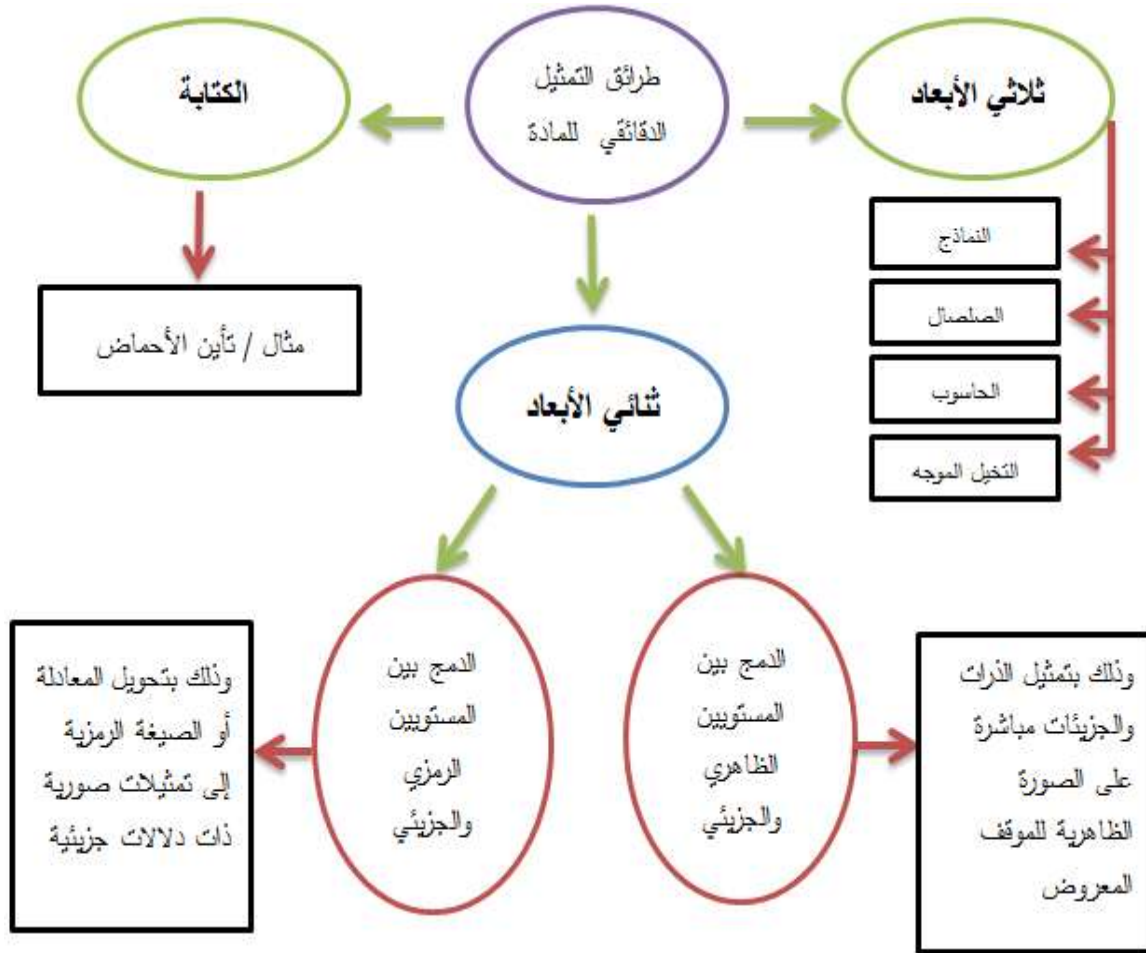 طرائق التمثيل
الدقائقي للمادة
ثلاثي الأبعاد
النماذج
الصلصال
الحاسوب
التخيل الموجه
الكتابة
مثال / تأين الأحماض
ثنائي الأبعاد
الدمج بين
المستويين
الظاهري
والجزيئي
وذلك بتمثيل الذرات
والجزيئات مباشرة
على الصورة
الظاهرية للموقف
المعروض
الدمج بين
المستويين
الرمزي
والجزيئي
وذلك بتحويل المعادلة
أو الصيغة الرمزية
إلى تمثيلات صورية
ذات دلالات جزيئية